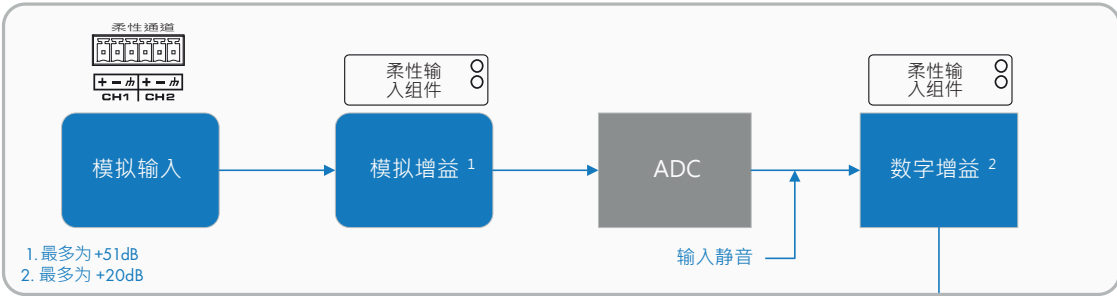 柔性通道
+ - + -
CH1 CH2
柔性输
入组件
柔性输
入组件
模拟输入
模拟增益 1
ADC
数字增益 2
输入静音
1. 最多为 +51dB
2. 最多为 +20dB